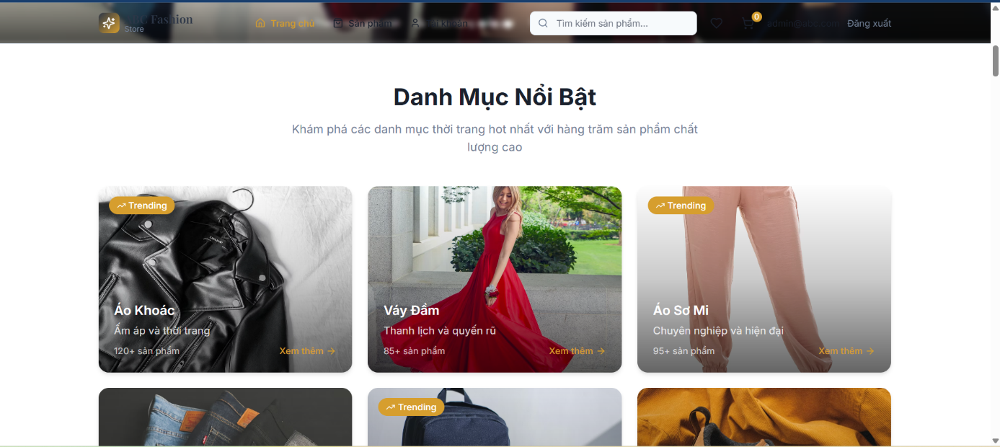 ABC Fashion
Store
Trang chủ
Sản phẩm
Tài Khoản
Tìm kiếm sản phẩm...
0
admin@abc.com
Đăng xuất
Danh Mục Nổi Bật
Khám phá các danh mục thời trang hot nhất với hàng trăm sản phẩm chất
lượng cao
Trending
Áo Khoác
Ấm áp và thời trang
120+ sản phẩm
Xem thêm →
Váy Đầm
Thanh lịch và quyến rũ
85+ sản phẩm
Xem thêm →
Trending
Áo Sơ Mi
Chuyên nghiệp và hiện đại
95+ sản phẩm
Xem thêm →
Trending